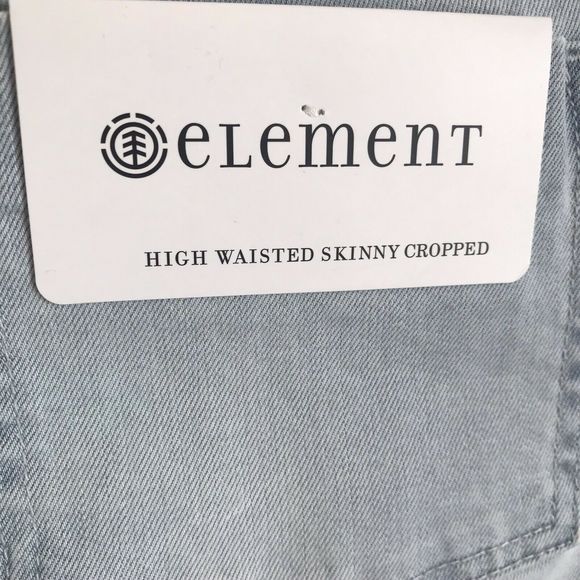 eLement
HIGH WAISTED SKINNY CROPPED